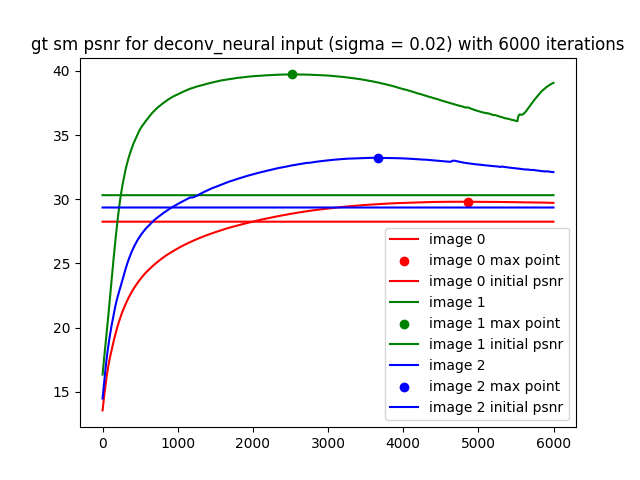 gt sm psnr for deconv_neural input (sigma = 0.02) with 6000 iterations
40
35
30
25
20
15
0 1000 2000 3000 4000 5000 6000
image 0
image 0 max point
image 0 initial psnr
image 1
image 1 max point
image 1 initial psnr
image 2
image 2 max point
image 2 initial psnr